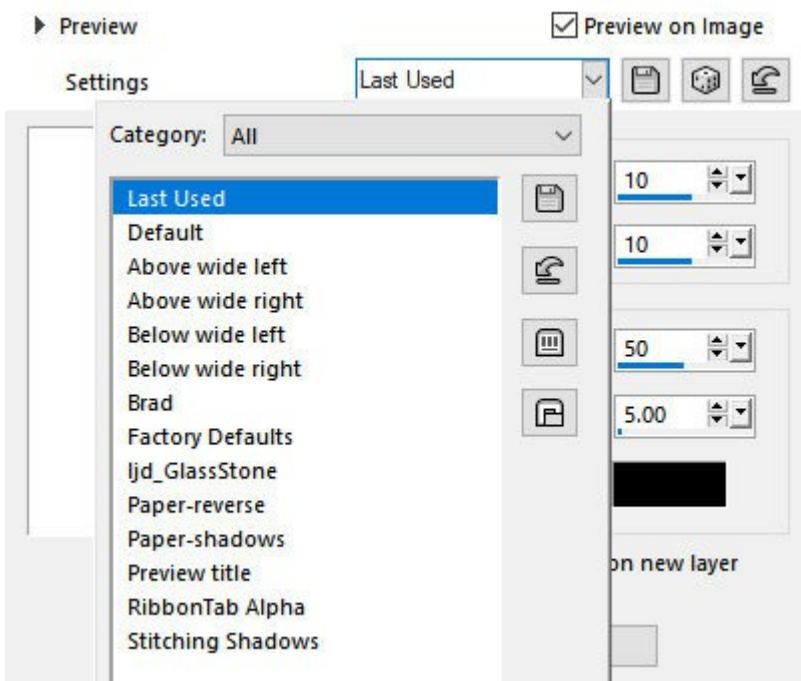 Preview
Preview on Image
Settings
Last Used
Category: All
Last Used
Default
Above wide left
Above wide right
Below wide left
Below wide right
Brad
Factory Defaults
ljd_GlassStone
Paper-reverse
Paper-shadows
Preview title
RibbonTab Alpha
Stitching Shadows
10
10
50
5.00
on new layer